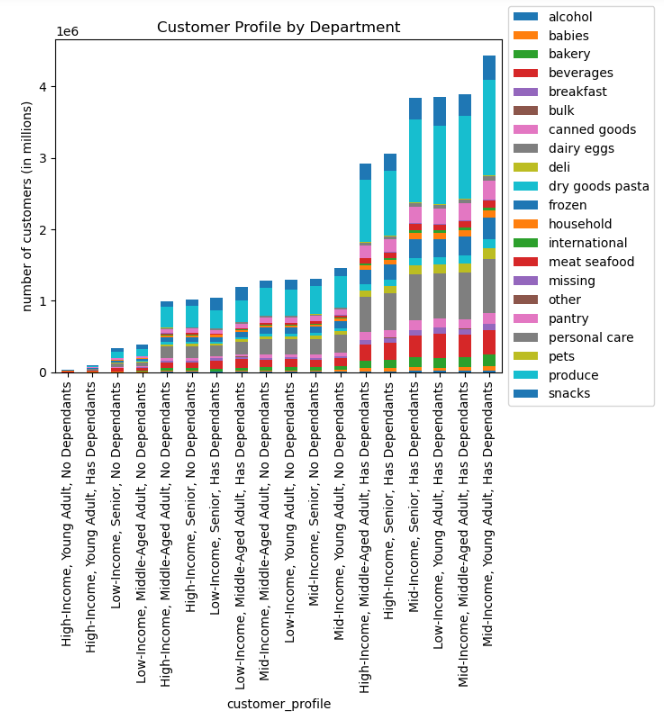 Customer Profile by Department
1e6
4
3
2
1
0
number of customers (in millions)
High-Income, Young Adult, No Dependants
High-Income, Young Adult, Has Dependants
Low-Income, Senior, No Dependants
Low-Income, Middle-Aged Adult, No Dependants
High-Income, Middle-Aged Adult, No Dependants
High-Income, Senior, No Dependants
Low-Income, Senior, Has Dependants
Low-Income, Middle-Aged Adult, Has Dependants
Mid-Income, Middle-Aged Adult, No Dependants
Low-Income, Young Adult, No Dependants
Mid-Income, Senior, No Dependants
Mid-Income, Young Adult, No Dependants
High-Income, Middle-Aged Adult, Has Dependants
High-Income, Senior, Has Dependants
Mid-Income, Senior, Has Dependants
Low-Income, Young Adult, Has Dependants
Mid-Income, Middle-Aged Adult, Has Dependants
Mid-Income, Young Adult, Has Dependants
customer_profile
alcohol
babies
bakery
beverages
breakfast
bulk
canned goods
dairy eggs
deli
dry goods pasta
frozen
household
international
meat seafood
missing
other
pantry
personal care
pets
produce
snacks